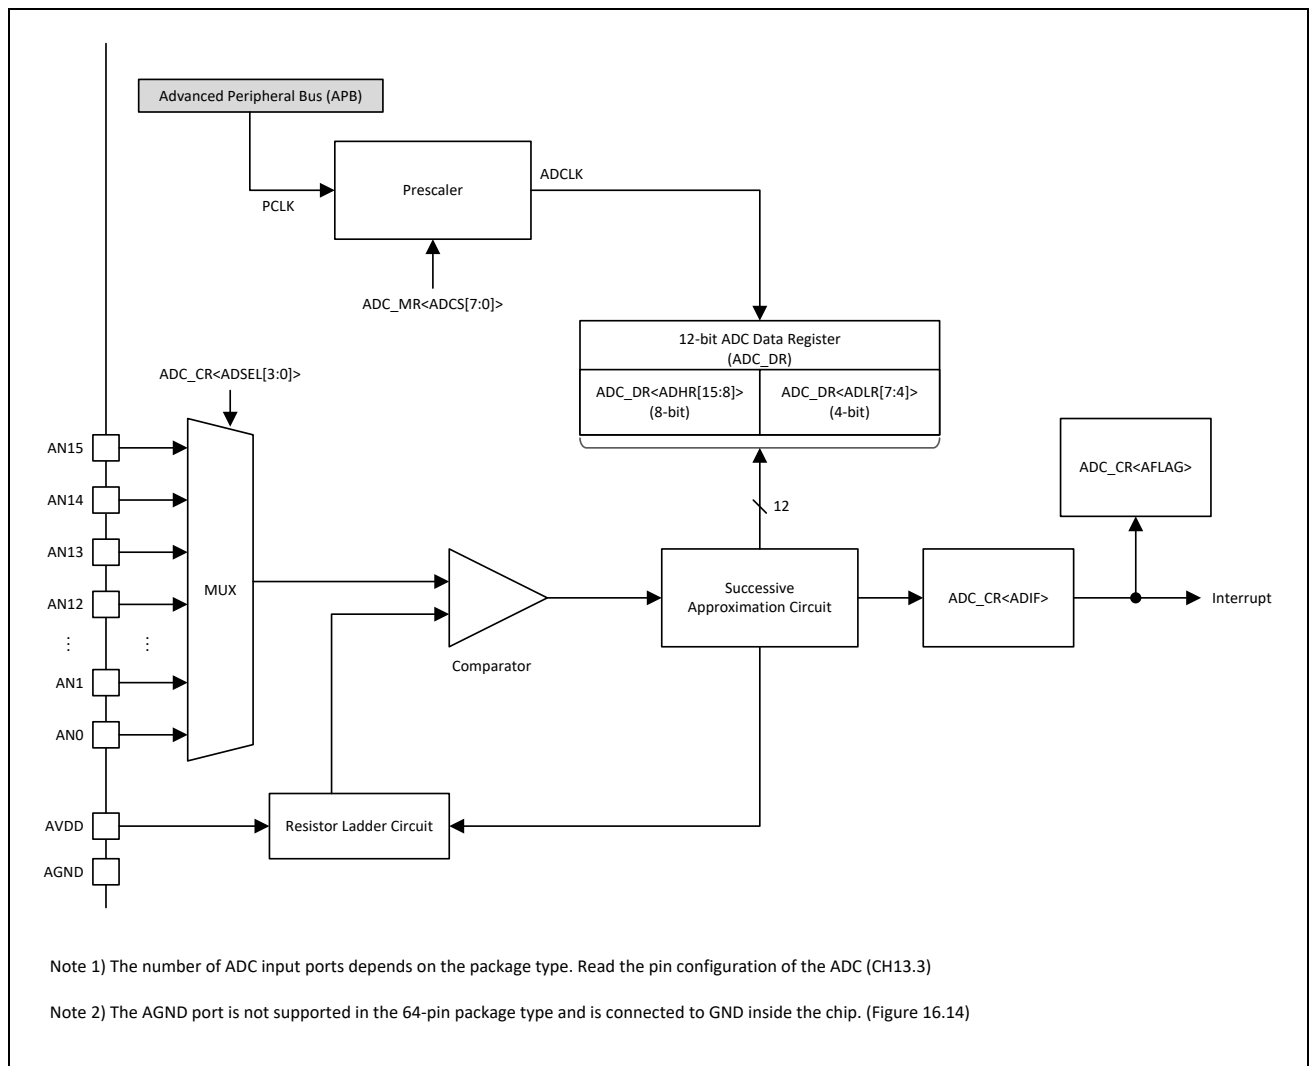 Advanced Peripheral Bus (APB)
Prescaler
ADCLK
PCLK
ADC_MR<ADCS[7:0]>
12-bit ADC Data Register
(ADC_DR)
ADC_DR<ADHR[15:8]>
(8-bit)
ADC_DR<ADLR[7:4]>
(4-bit)
ADC_CR<ADSEL[3:0]>
AN15
AN14
AN13
AN12
⋮
⋮
AN1
AN0
MUX
12
ADC_CR<AFLAG>
Comparator
Successive
Approximation Circuit
ADC_CR<ADIF>
Interrupt
AVDD
AGND
Resistor Ladder Circuit
Note 1) The number of ADC input ports depends on the package type. Read the pin configuration of the ADC (CH13.3)
Note 2) The AGND port is not supported in the 64-pin package type and is connected to GND inside the chip. (Figure 16.14)